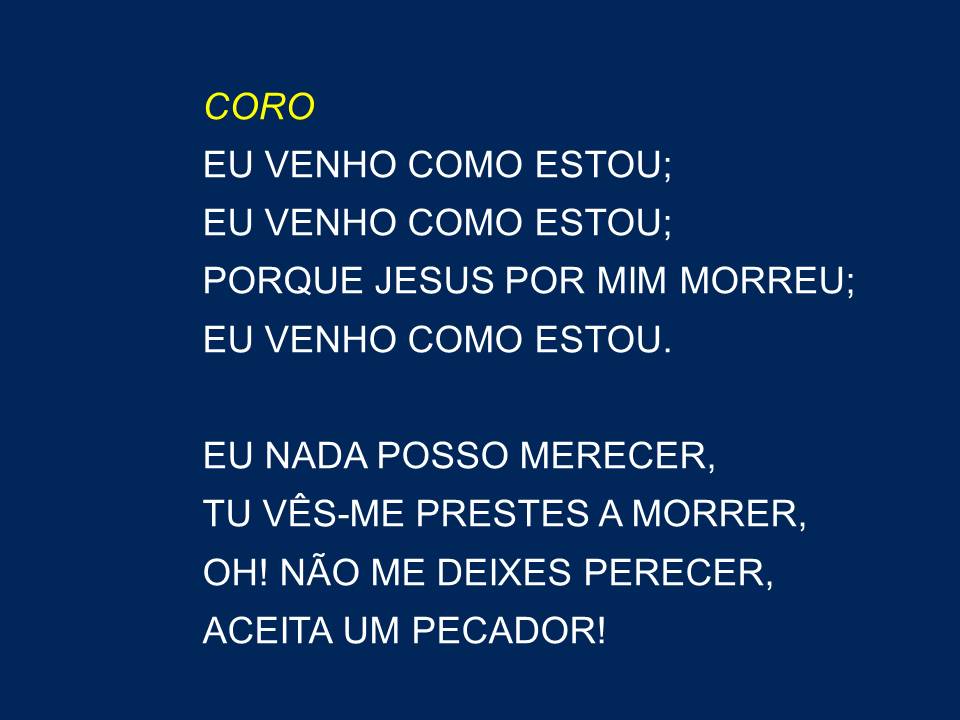 CORO
EU VENHO COMO ESTOU;
EU VENHO COMO ESTOU;
PORQUE JESUS POR MIM MORREU;
EU VENHO COMO ESTOU.
EU NADA POSSO MERECER,
TU VÊS-ME PRESTES A MORRER,
OH! NÃO ME DEIXES PERECER,
ACEITA UM PECADOR!